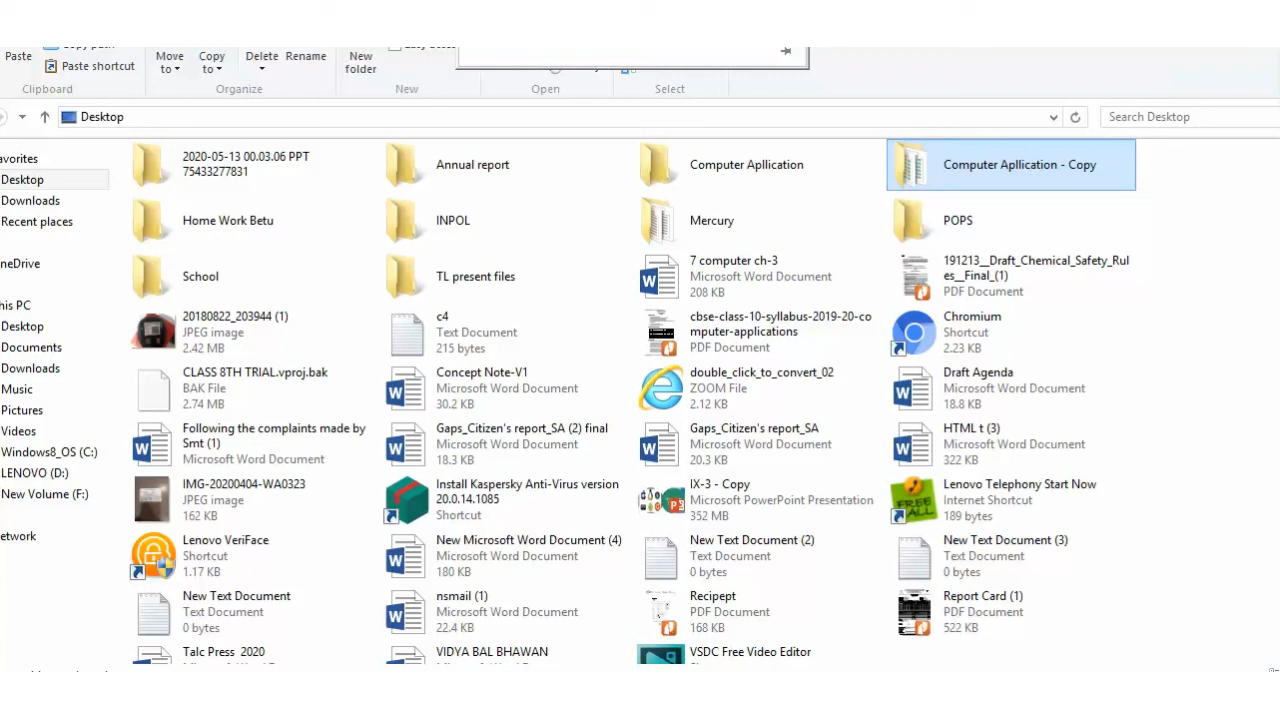 Paste
Paste shortcut
Move
to
Copy
to
Delete
Rename
New
folder
Clipboard
Organize
New
Open
Select
Desktop
Search Desktop
avorites
Desktop
Downloads
Recent places
neDrive
his PC
Desktop
Documents
Downloads
Music
Pictures
Videos
Windows8_OS (C:)
LENOVO (D:)
New Volume (F:)
etwork
2020-05-13 00.03.06 PPT
75433277831
Annual report
Computer Apllication
Computer Apllication - Copy
Home Work Betu
INPOL
Mercury
POPS
School
TL present files
7 computer ch-3
Microsoft Word Document
208 KB
191213__Draft_Chemical_Safety_Rul
es__Final_(1)
PDF Document
20180822_203944 (1)
JPEG image
2.42 MB
c4
Text Document
215 bytes
cbse-class-10-syllabus-2019-20-co
mputer-applications
PDF Document
Chromium
Shortcut
2.23 KB
CLASS 8TH TRIAL.vproj.bak
BAK File
2.74 MB
Concept Note-V1
Microsoft Word Document
30.2 KB
double_click_to_convert_02
ZOOM File
2.12 KB
Draft Agenda
Microsoft Word Document
18.8 KB
Following the complaints made by
Smt (1)
Microsoft Word Document
Gaps_Citizen's report_SA (2) final
Microsoft Word Document
18.3 KB
Gaps_Citizen's report_SA
Microsoft Word Document
20.3 KB
HTML t (3)
Microsoft Word Document
322 KB
IMG-20200404-WA0323
JPEG image
162 KB
Install Kaspersky Anti-Virus version
20.0.14.1085
Shortcut
IX-3 - Copy
Microsoft PowerPoint Presentation
352 MB
FREE
ALL
Lenovo Telephony Start Now
Internet Shortcut
189 bytes
Lenovo VeriFace
Shortcut
1.17 KB
New Microsoft Word Document (4)
Microsoft Word Document
180 KB
New Text Document (2)
Text Document
0 bytes
New Text Document (3)
Text Document
0 bytes
New Text Document
Text Document
0 bytes
nsmail (1)
Microsoft Word Document
22.4 KB
Recipept
PDF Document
168 KB
Report Card (1)
PDF Document
522 KB
Talc Press 2020
VIDYA BAL BHAWAN
VSDC Free Video Editor